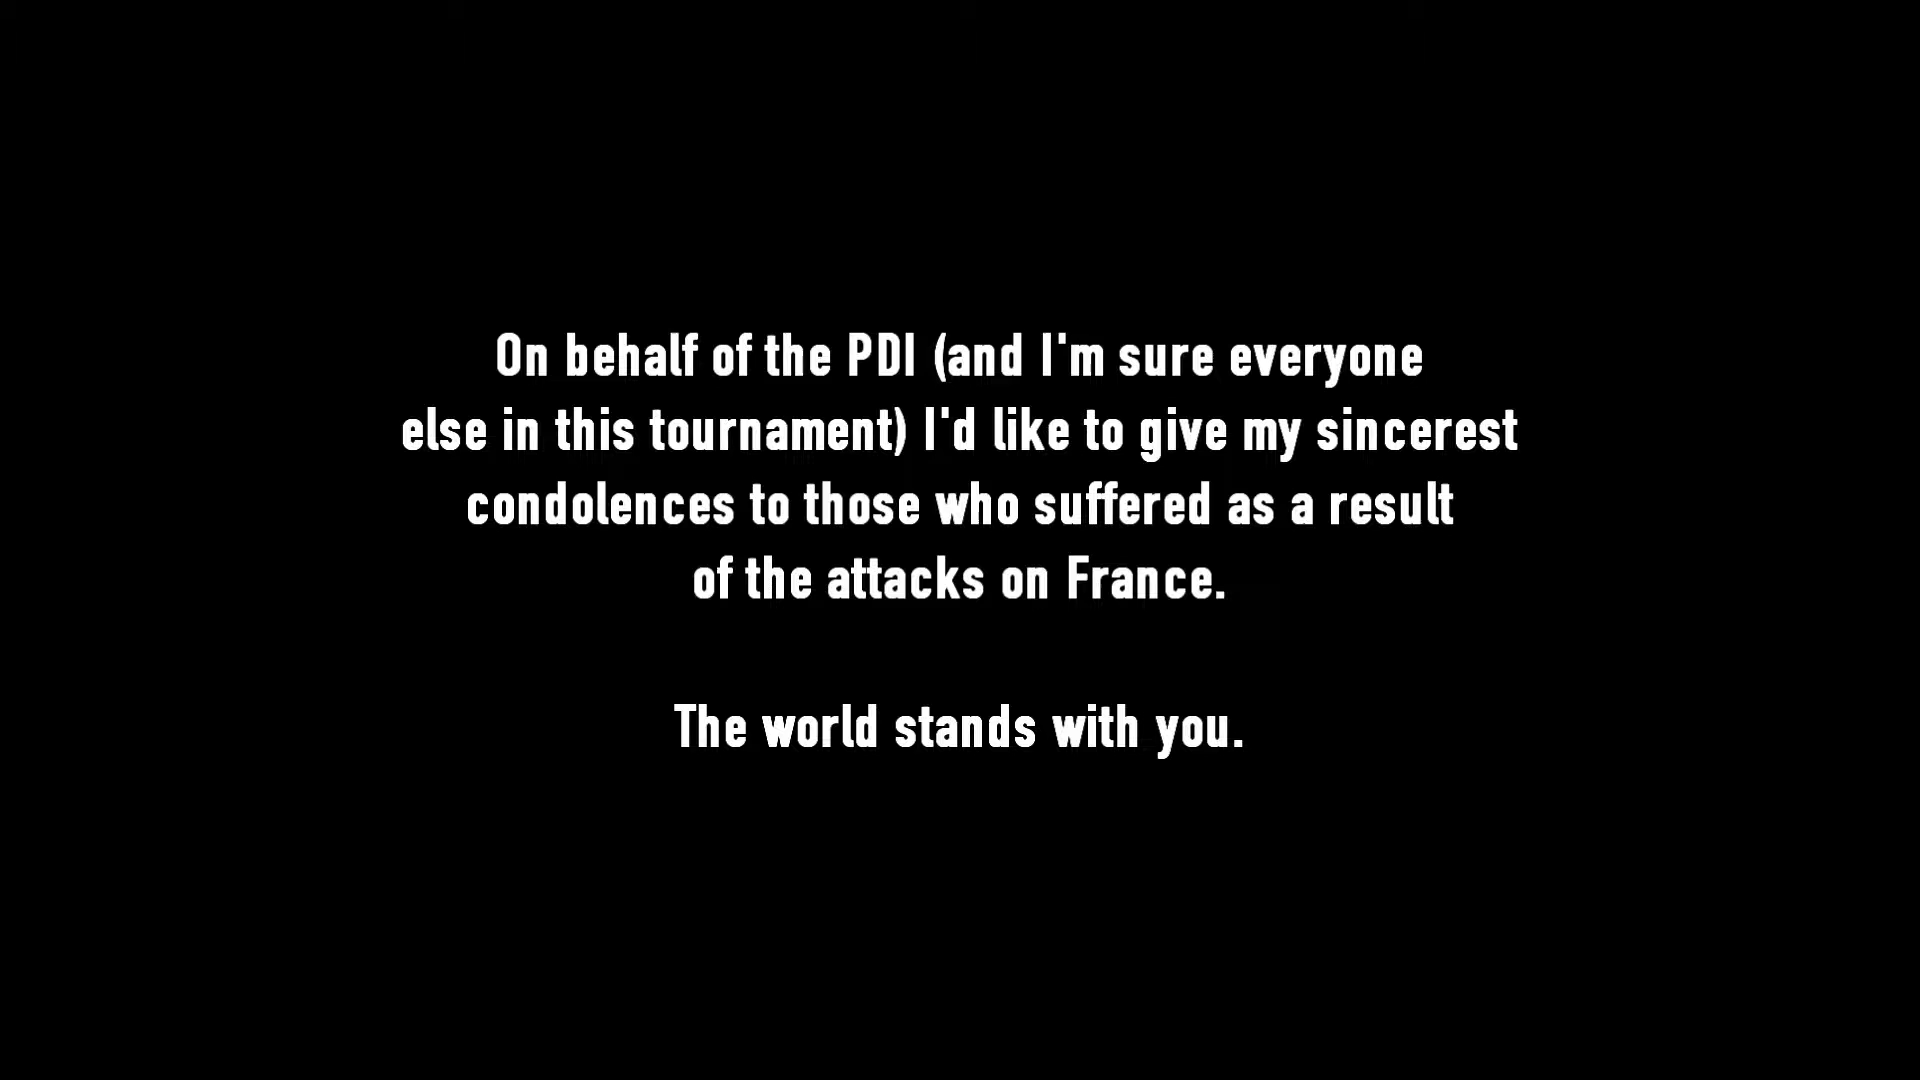 On behalf of the PDI (and I'm sure everyone
else in this tournament) I'd like to give my sincerest
condolences to those who suffered as a result
of the attacks on France.
The world stands with you.